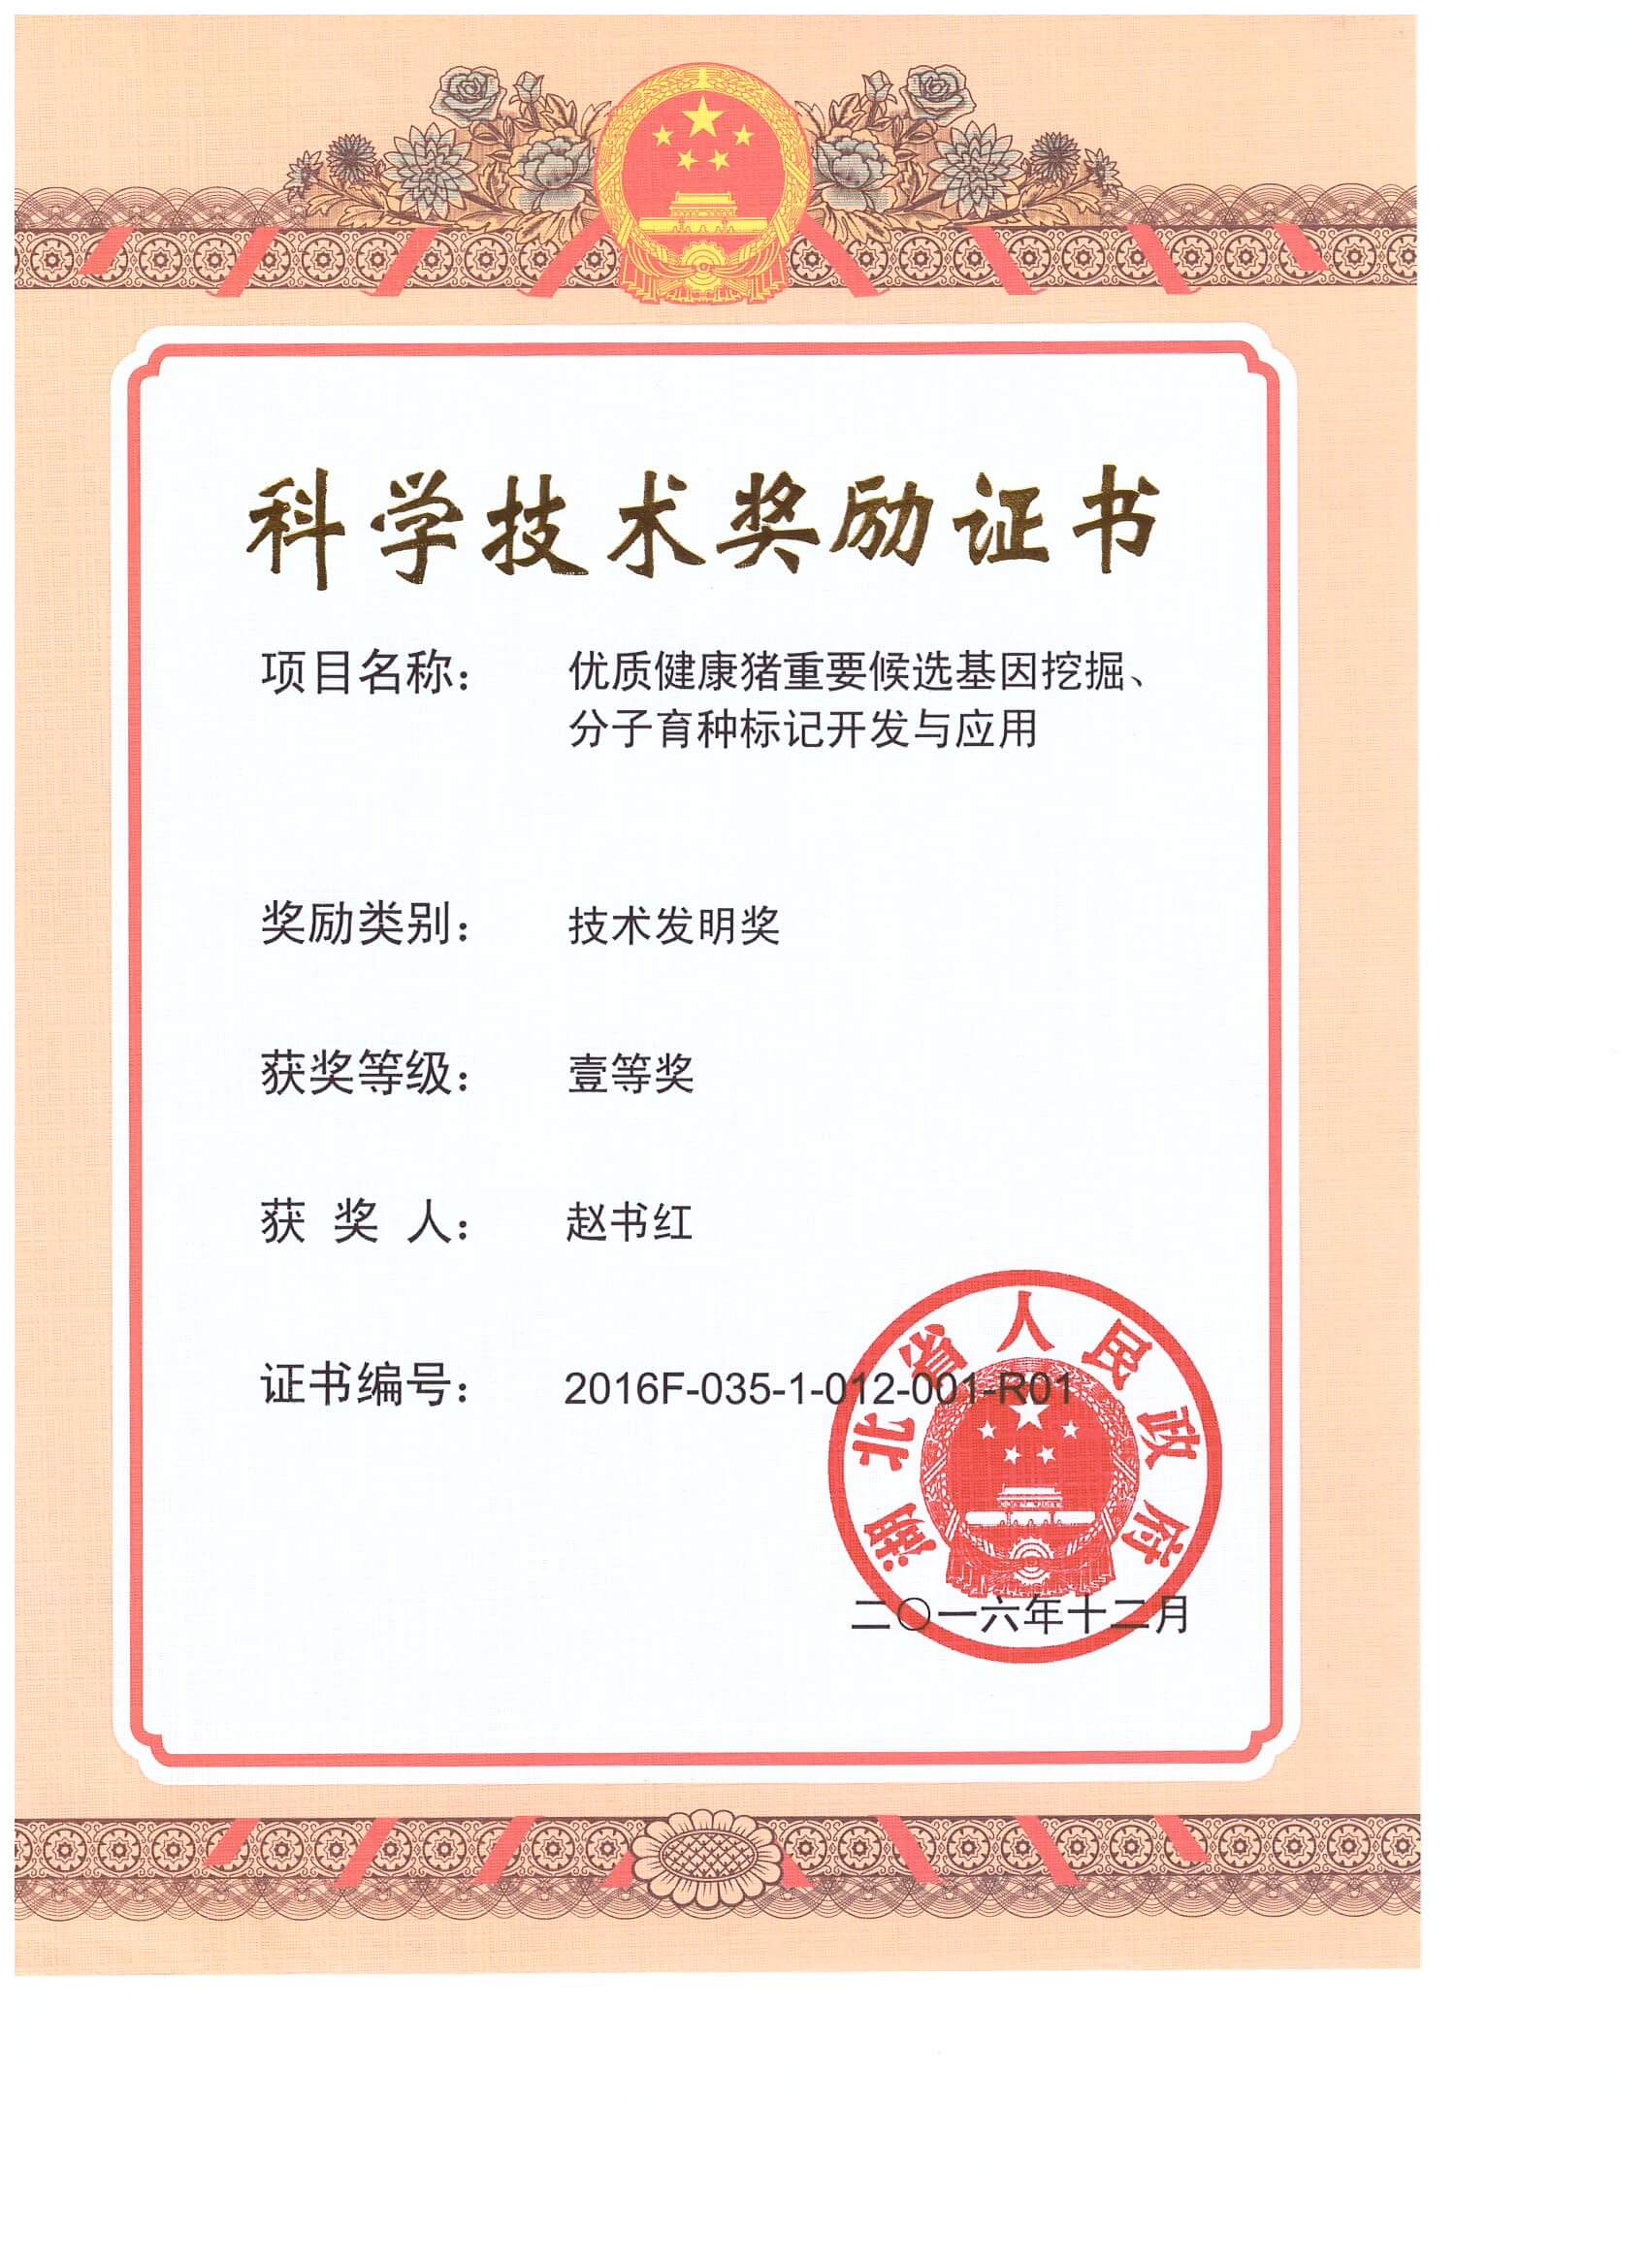 科学技术奖励证书
项目名称： 优质健康猪重要候选基因挖掘、
分子育种标记开发与应用
奖励类别： 技术发明奖
获奖等级： 壹等奖
获 奖 人： 赵书红
证书编号： 2016F-035-1-012-001-R01
湖北省人民政府
二〇一六年十二月